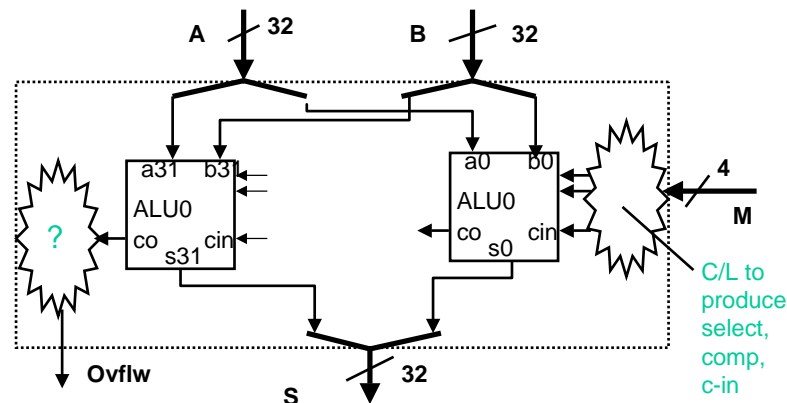 A
32
B
32
a31
b31
ALU0
co
cin
s31
?
a0
b0
ALU0
co
cin
s0
4
M
C/L to
produce
select,
comp,
c-in
Ovflw
S
32